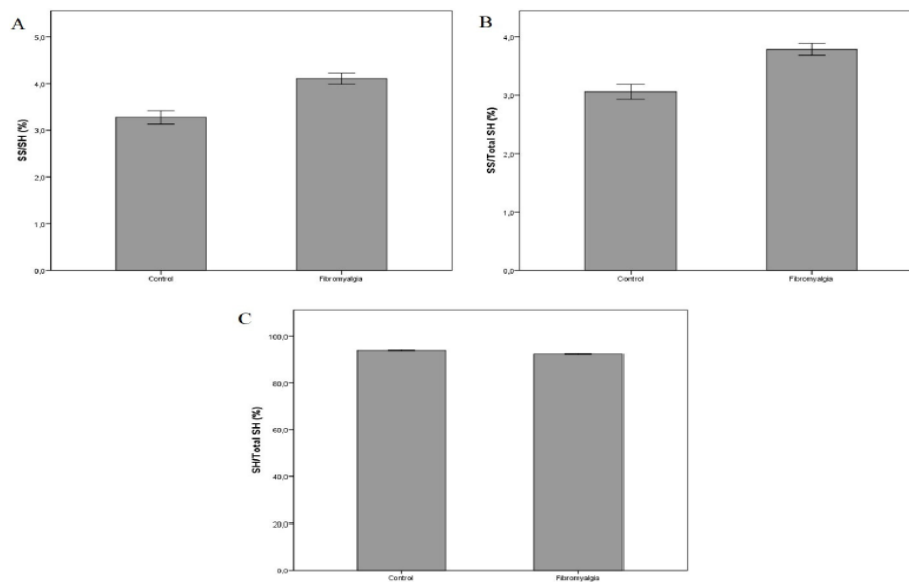 A
SS/SH (%)
5,0
4,0
3,0
2,0
1,0
0,0
Control
Fibromyalgia
B
SS/Total SH (%)
4,0
3,0
2,0
1,0
0,0
Control
Fibromyalgia
C
SH/Total SH (%)
100,0
80,0
60,0
40,0
20,0
0,0
Control
Fibromyalgia